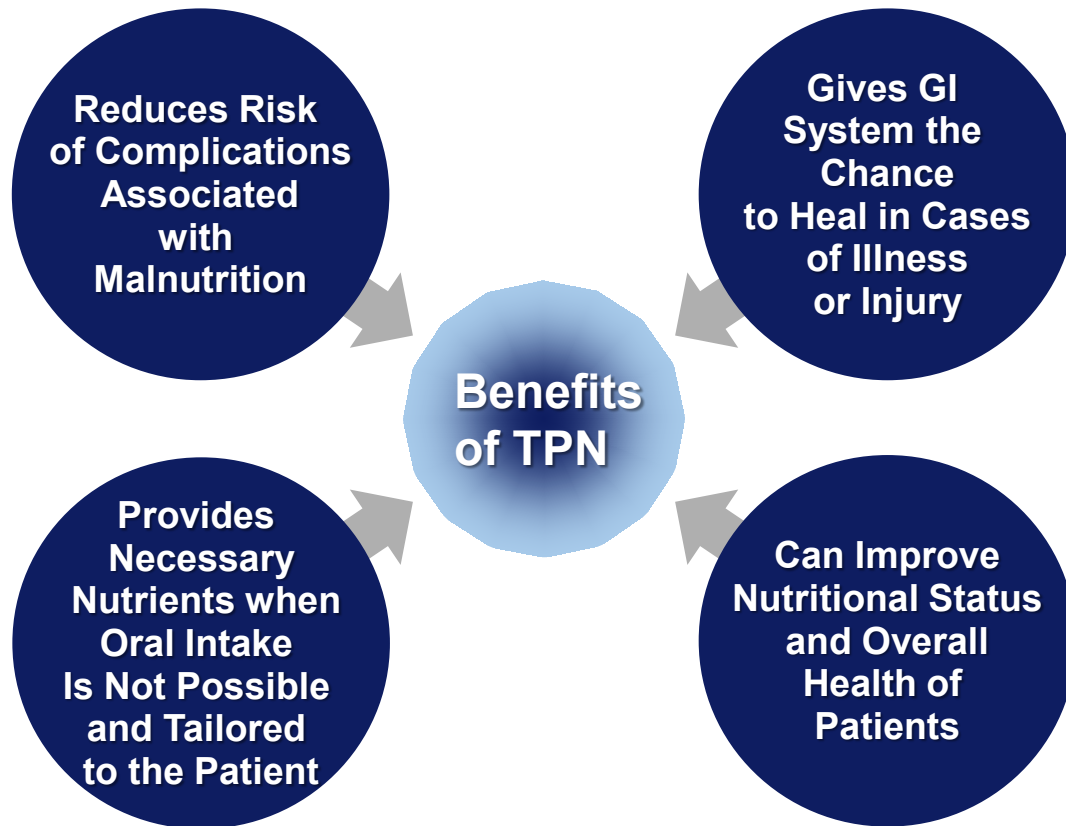 Reduces Risk
of Complications
Associated
with
Malnutrition
Gives GI
System the
Chance
to Heal in Cases
of Illness
or Injury
Benefits
of TPN
Provides
Necessary
Nutrients when
Oral Intake
Is Not Possible
and Tailored
to the Patient
Can Improve
Nutritional Status
and Overall
Health of
Patients